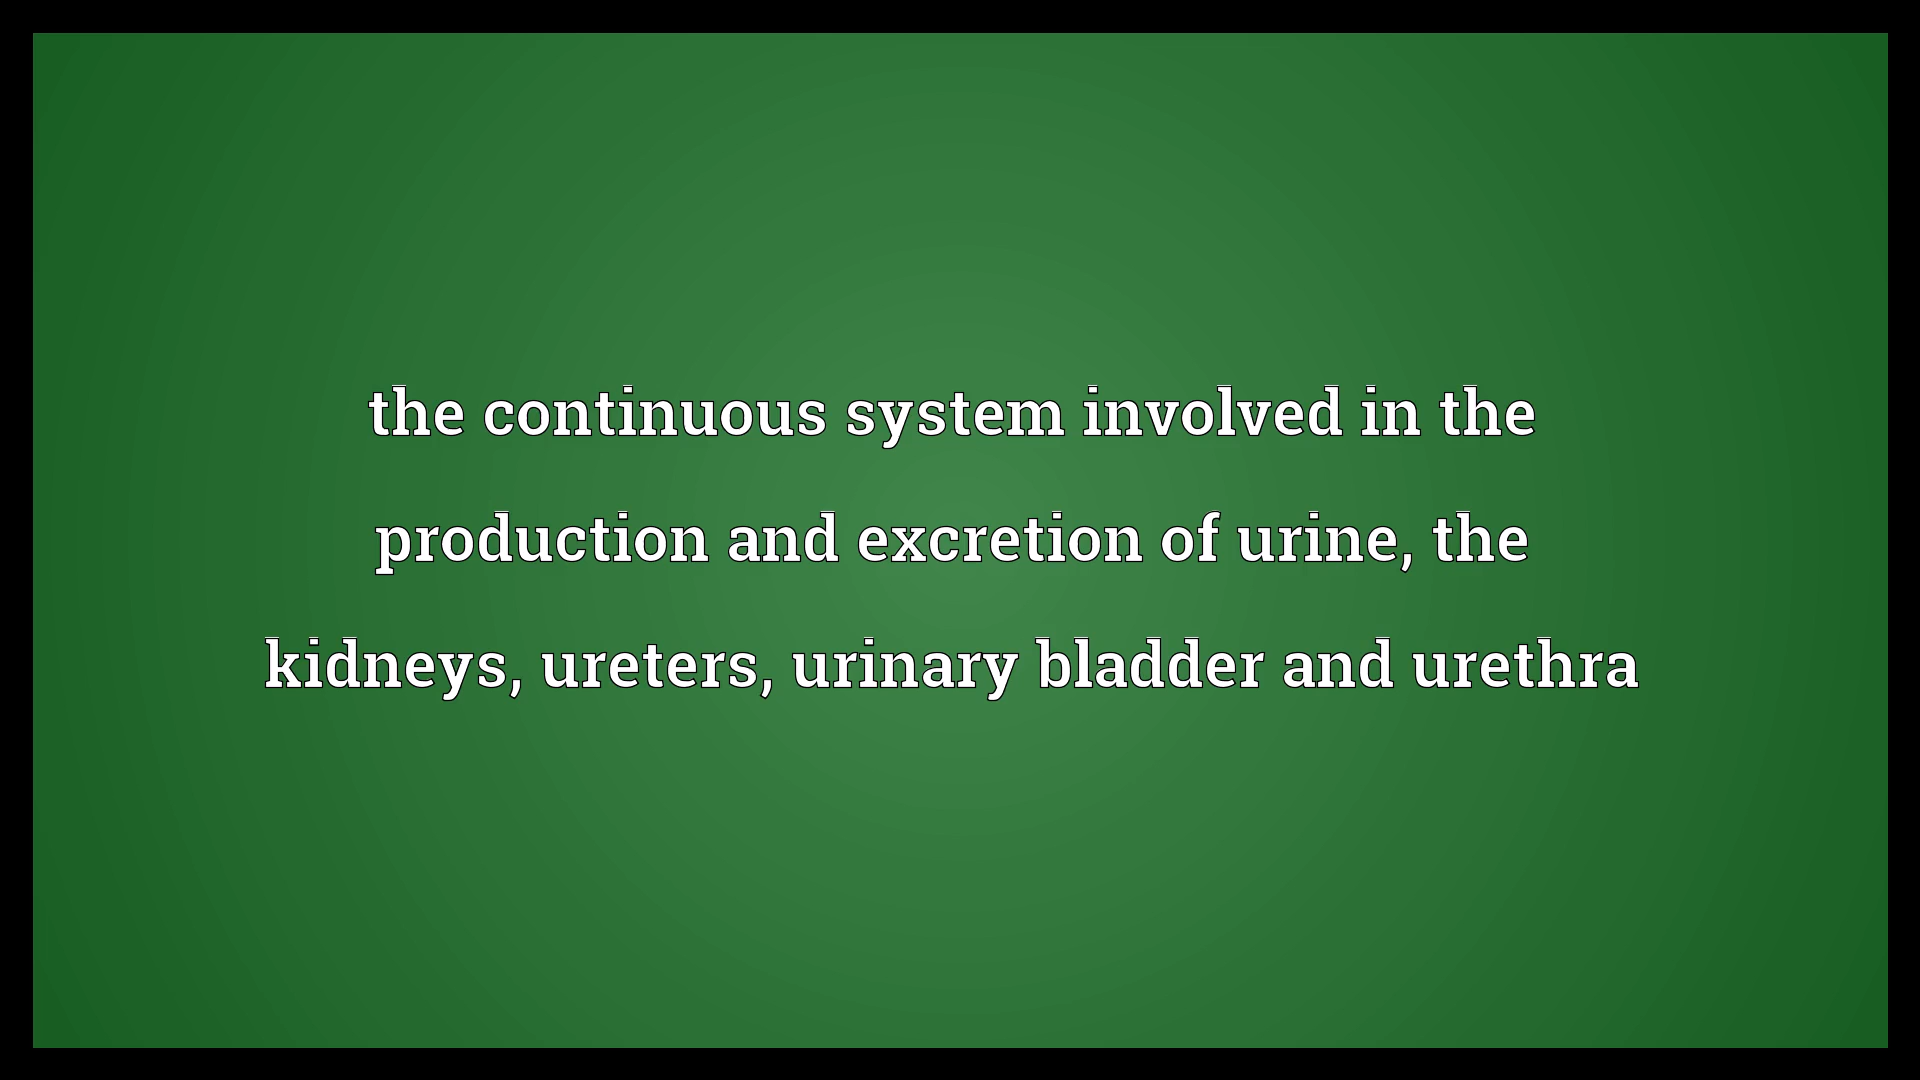 the continuous system involved in the
production and excretion of urine, the
kidneys, ureters, urinary bladder and urethra